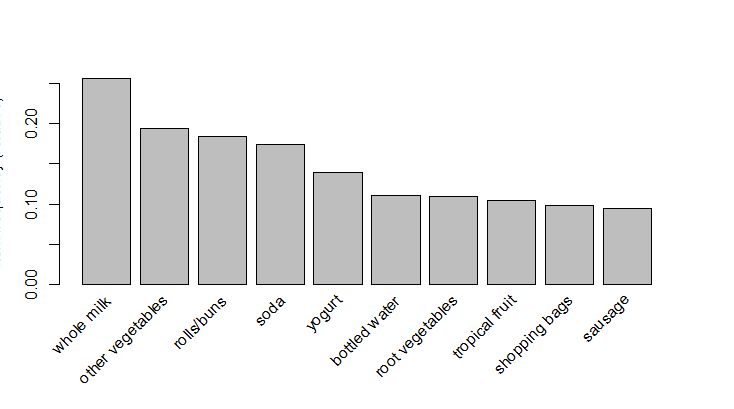 0.20
0.10
0.00
whole milk
other vegetables
rolls/buns
soda
yogurt
bottled water
root vegetables
tropical fruit
shopping bags
sausage